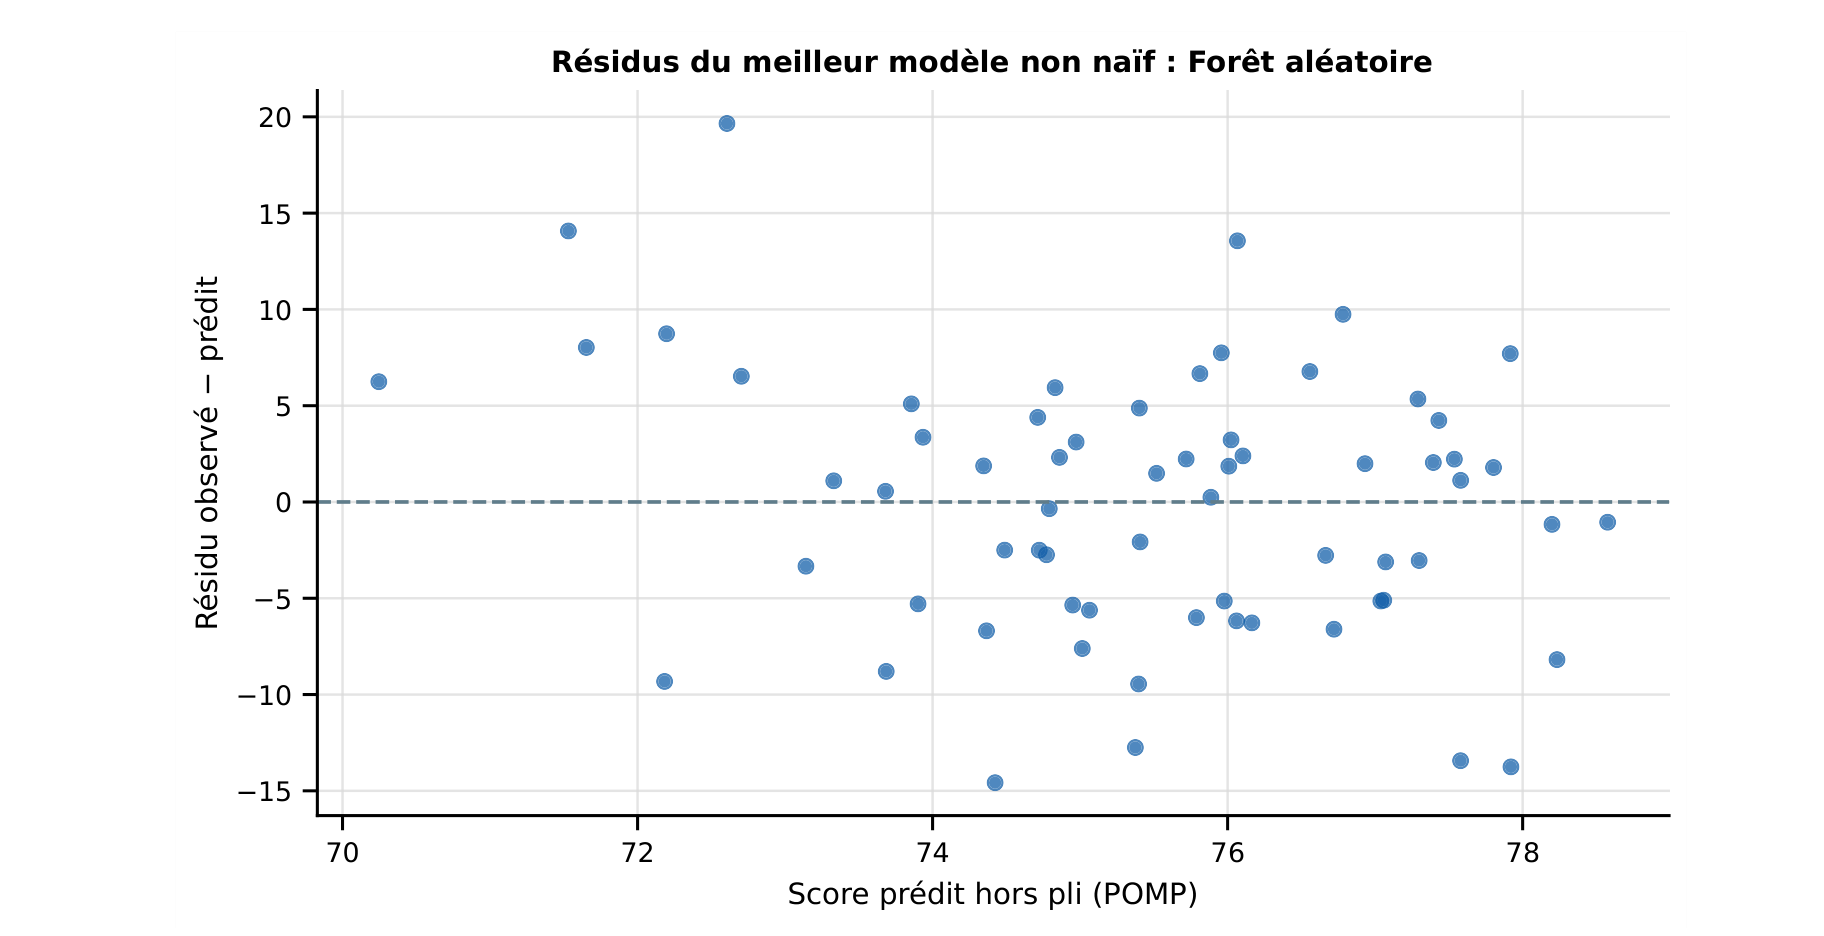 Résidus du meilleur modèle non naïf : Forêt aléatoire
20
15
10
5
0
−5
−10
−15
Résidu observé − prédit
70 72 74 76 78
Score prédit hors pli (POMP)